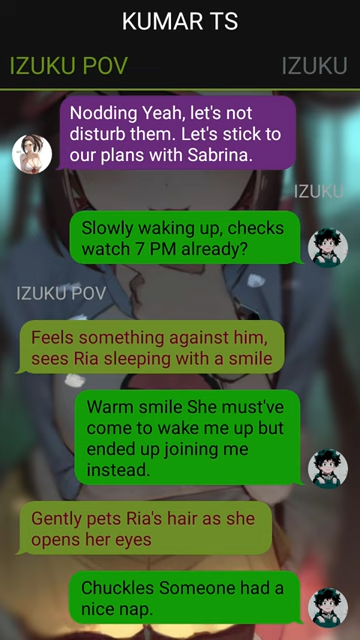 KUMAR TS
IZUKU POV
IZUKU
Nodding Yeah, let's not
disturb them. Let's stick to
our plans with Sabrina.
IZUKU
Slowly waking up, checks
watch 7 PM already?
IZUKU POV
Feels something against him,
sees Ria sleeping with a smile
Warm smile She must've
come to wake me up but
ended up joining me
instead.
Gently pets Ria's hair as she
opens her eyes
Chuckles Someone had a
nice nap.